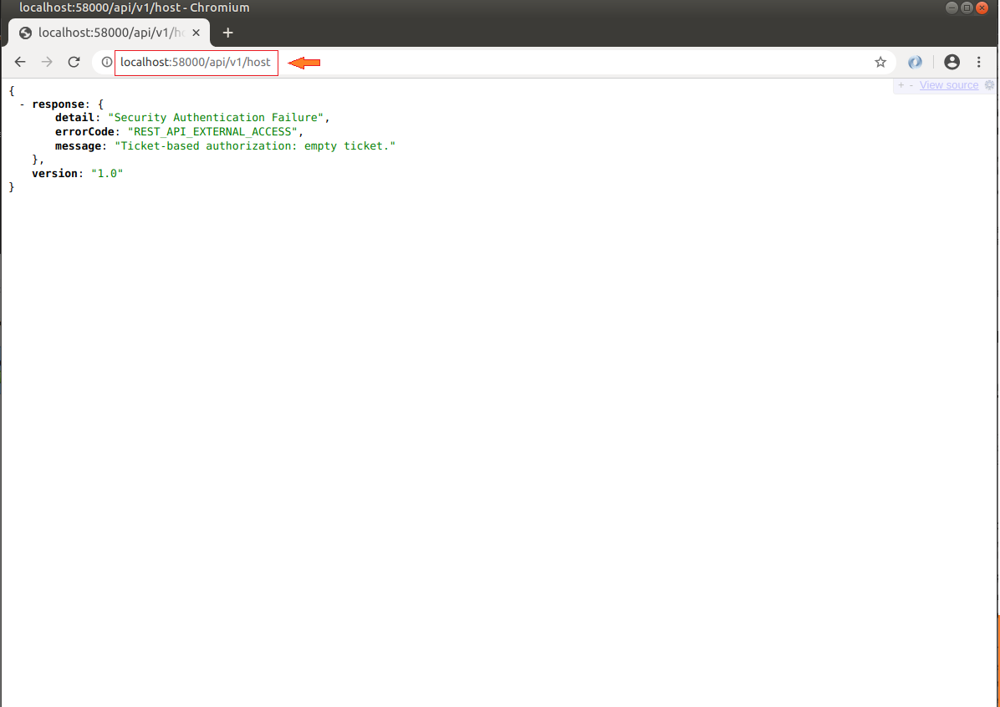 localhost:58000/api/v1/host - Chromium
localhost:58000/api/v1/ho
localhost:58000/api/v1/host
+ - View source
{
- response: {
detail: "Security Authentication Failure",
errorCode: "REST_API_EXTERNAL_ACCESS",
message: "Ticket-based authorization: empty ticket."
},
version: "1.0"
}